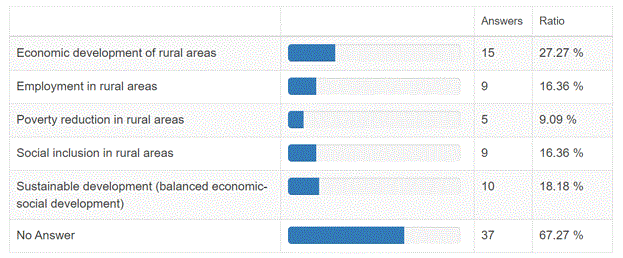 Answers Ratio
Economic development of rural areas 15 27.27 %
Employment in rural areas 9 16.36 %
Poverty reduction in rural areas 5 9.09 %
Social inclusion in rural areas 9 16.36 %
Sustainable development (balanced economic-
social development) 10 18.18 %
No Answer 37 67.27 %